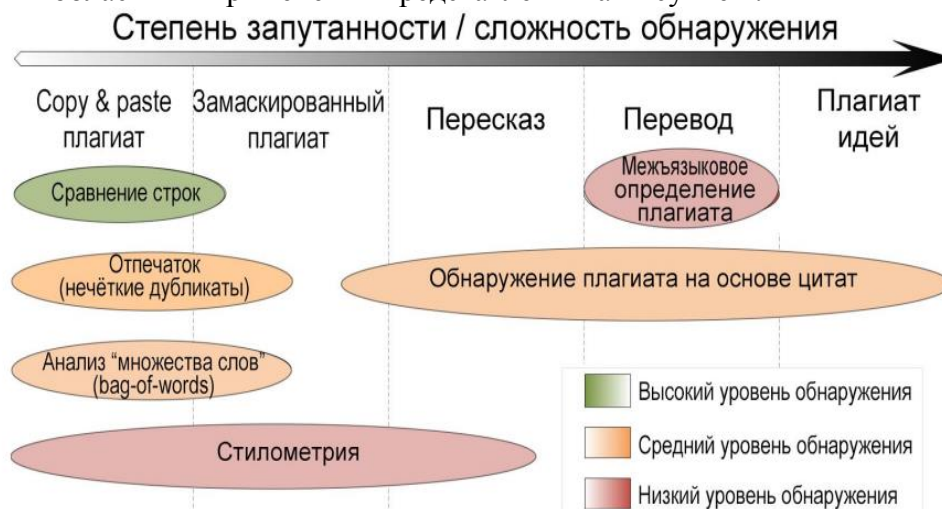 Степень запутанности / сложность обнаружения
Copy & paste
плагиат
Замаскированный
плагиат
Пересказ
Перевод
Плагиат
идей
Сравнение строк
Межъязыковое
определение
плагиата
Отпечаток
(нечёткие дубликаты)
Обнаружение плагиата на основе цитат
Анализ “множества слов”
(bag-of-words)
Стилометрия
Высокий уровень обнаружения
Средний уровень обнаружения
Низкий уровень обнаружения